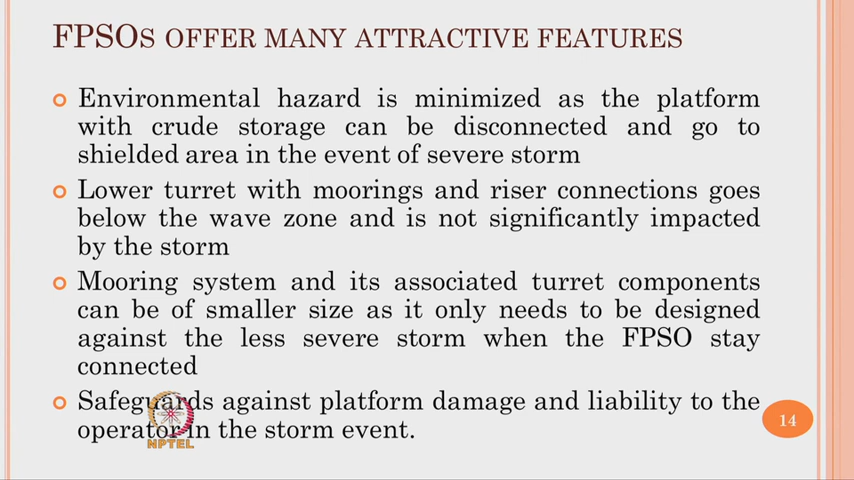 FPSOS OFFER MANY ATTRACTIVE FEATURES
Environmental hazard is minimized as the platform
with crude storage can be disconnected and go to
shielded area in the event of severe storm
Lower turret with moorings and riser connections goes
below the wave zone and is not significantly impacted
by the storm
Mooring system and its associated turret components
can be of smaller size as it only needs to be designed
against the less severe storm when the FPSO stay
connected
Safeguards against platform damage and liability to the
operator in the storm event.
14
NPTEL